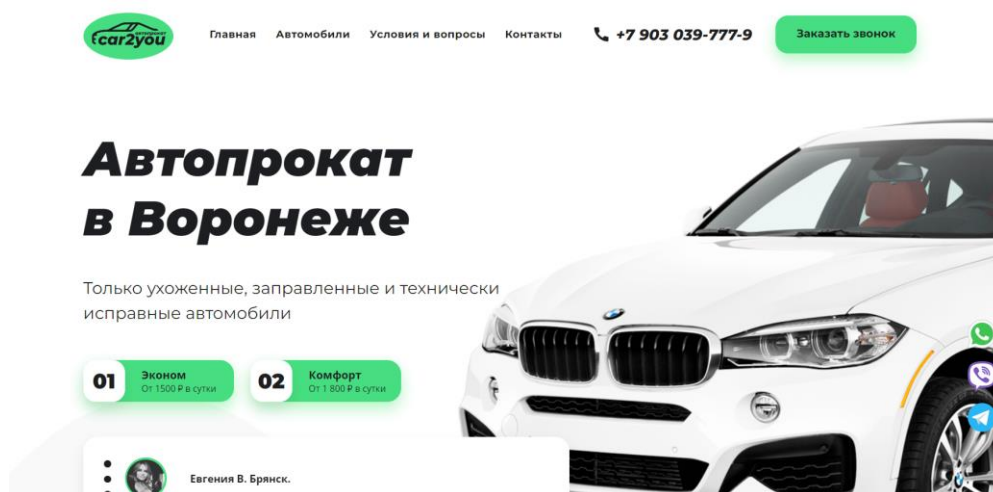 автопрокат
car2you
Главная Автомобили Условия и вопросы Контакты +7 903 039-777-9 Заказать звонок
Автопрокат
в Воронеже
Только ухоженные, заправленные и технически
исправные автомобили
01 Эконом
От 1500 ₽ в сутки
02 Комфорт
От 1 800 ₽ в сутки
Евгения В. Брянск.